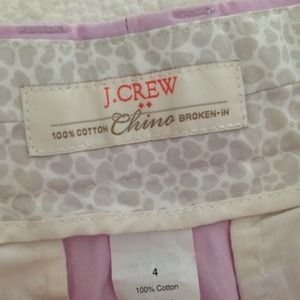 J.CREW
100% COTTON Chino BROKEN-IN
4
100% Cotton